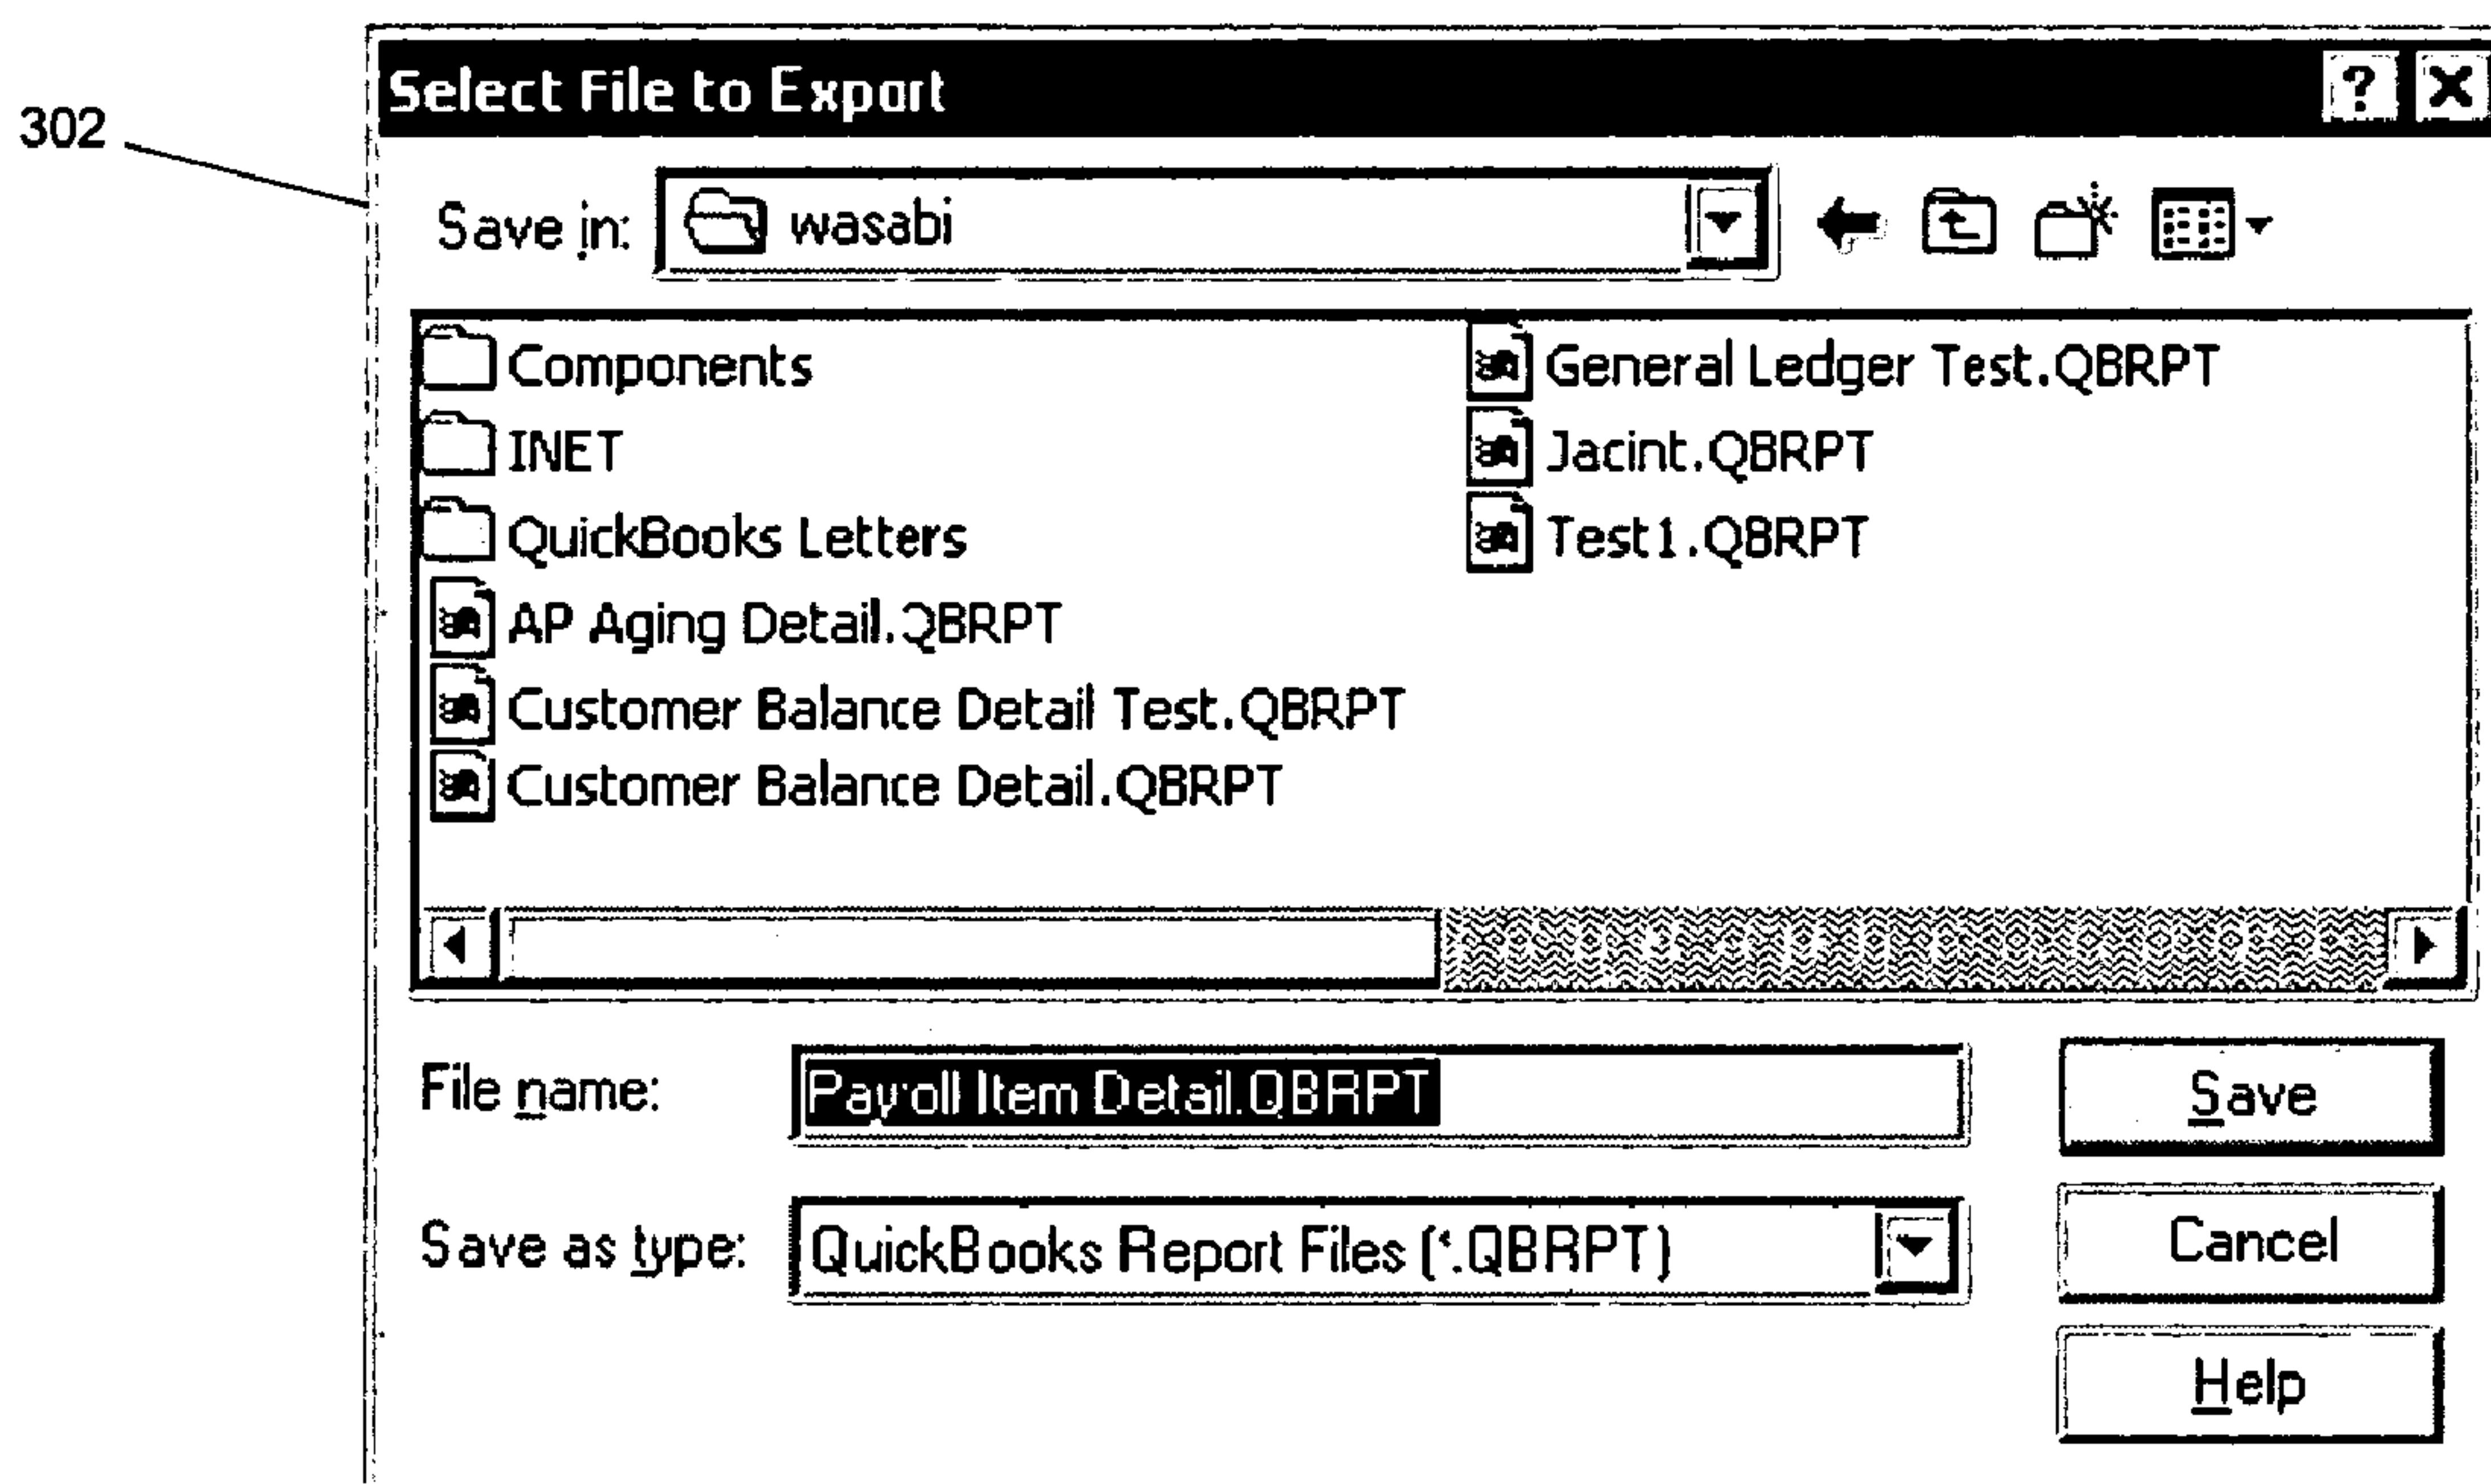 Select File to Export
302
Save in: wasabi
Components
INET
QuickBooks Letters
AP Aging Detail.QBRPT
Customer Balance Detail Test.QBRPT
Customer Balance Detail.QBRPT
General Ledger Test.QBRPT
Jacint.QBRPT
Test1.QBRPT
File name: Payroll Item Detail.QBRPT
Save
Save as type: QuickBooks Report Files (*.QBRPT)
Cancel
Help